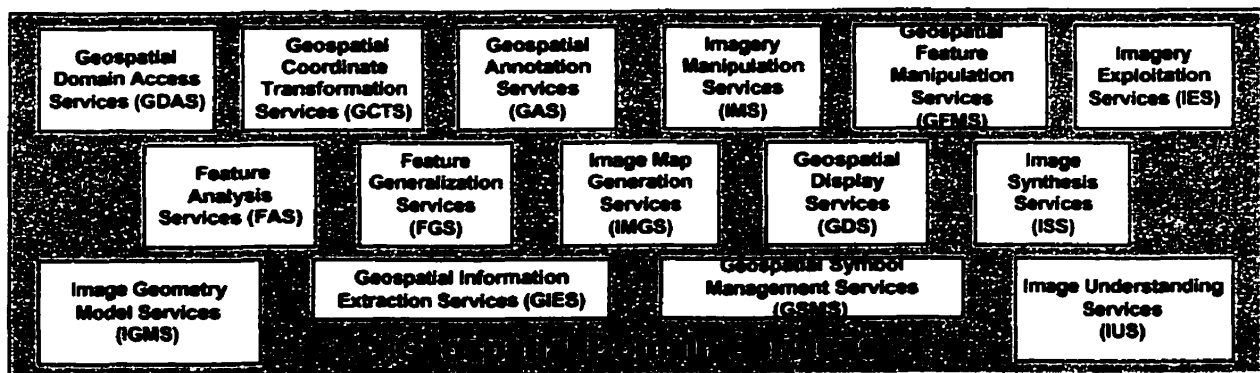 Geospatial
Domain Access
Services (GDAS)
Geospatial
Coordinate
Transformation
Services (GCTS)
Geospatial
Annotation
Services
(GAS)
Imagery
Manipulation
Services
(IMS)
Geospatial
Feature
Manipulation
Services
(GFMS)
Imagery
Exploitation
Services (IES)
Feature
Analysis
Services (FAS)
Feature
Generalization
Services
(FGS)
Image Map
Generation
Services
(IMGS)
Geospatial
Display
Services
(GDS)
Image
Synthesis
Services
(ISS)
Image Geometry
Model Services
(IGMS)
Geospatial Information
Extraction Services (GIES)
Geospatial Symbol
Management Services
(GSMS)
Image Understanding
Services
(IUS)